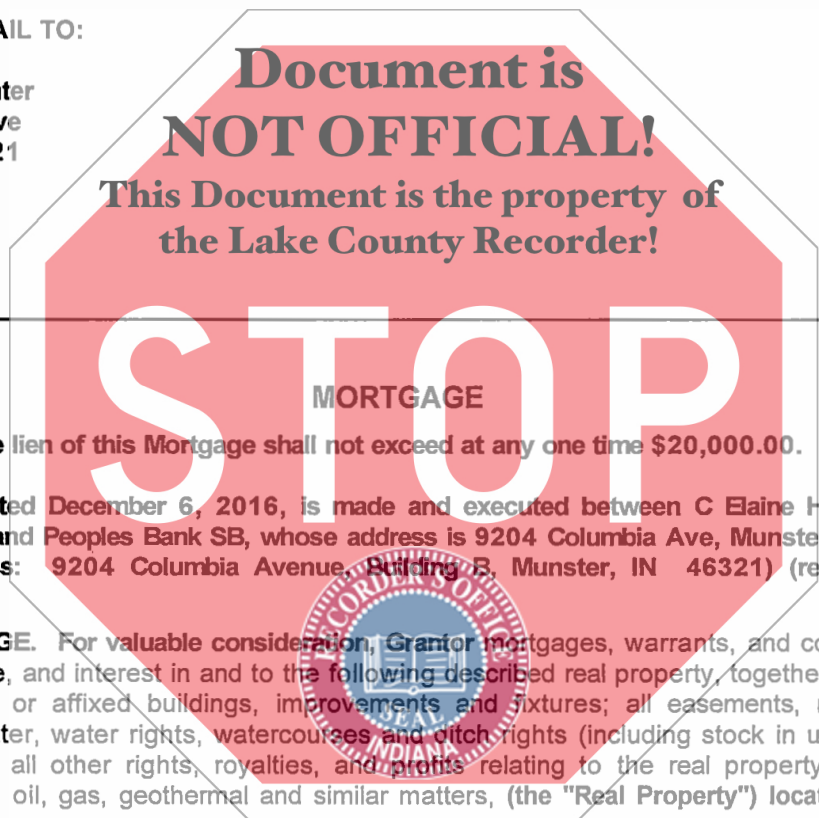 AIL TO:
ter
ve
21
Document is
NOT OFFICIAL!
This Document is the property of
the Lake County Recorder!
STOP
MORTGAGE
e lien of this Mortgage shall not exceed at any one time $20,000.00.
ted December 6, 2016, is made and executed between C Elaine H
and Peoples Bank SB, whose address is 9204 Columbia Ave, Munste
s: 9204 Columbia Avenue, Building B, Munster, IN 46321) (re
GE. For valuable consideration, Grantor mortgages, warrants, and co
e, and interest in and to the following described real property, togethe
or affixed buildings, improvements and fixtures; all easements,
ter, water rights, watercourses and ditch rights (including stock in u
all other rights, royalties, and profits relating to the real property
oil, gas, geothermal and similar matters, (the "Real Property") locat
RECORDER'S OFFICE
SEAL
INDIANA